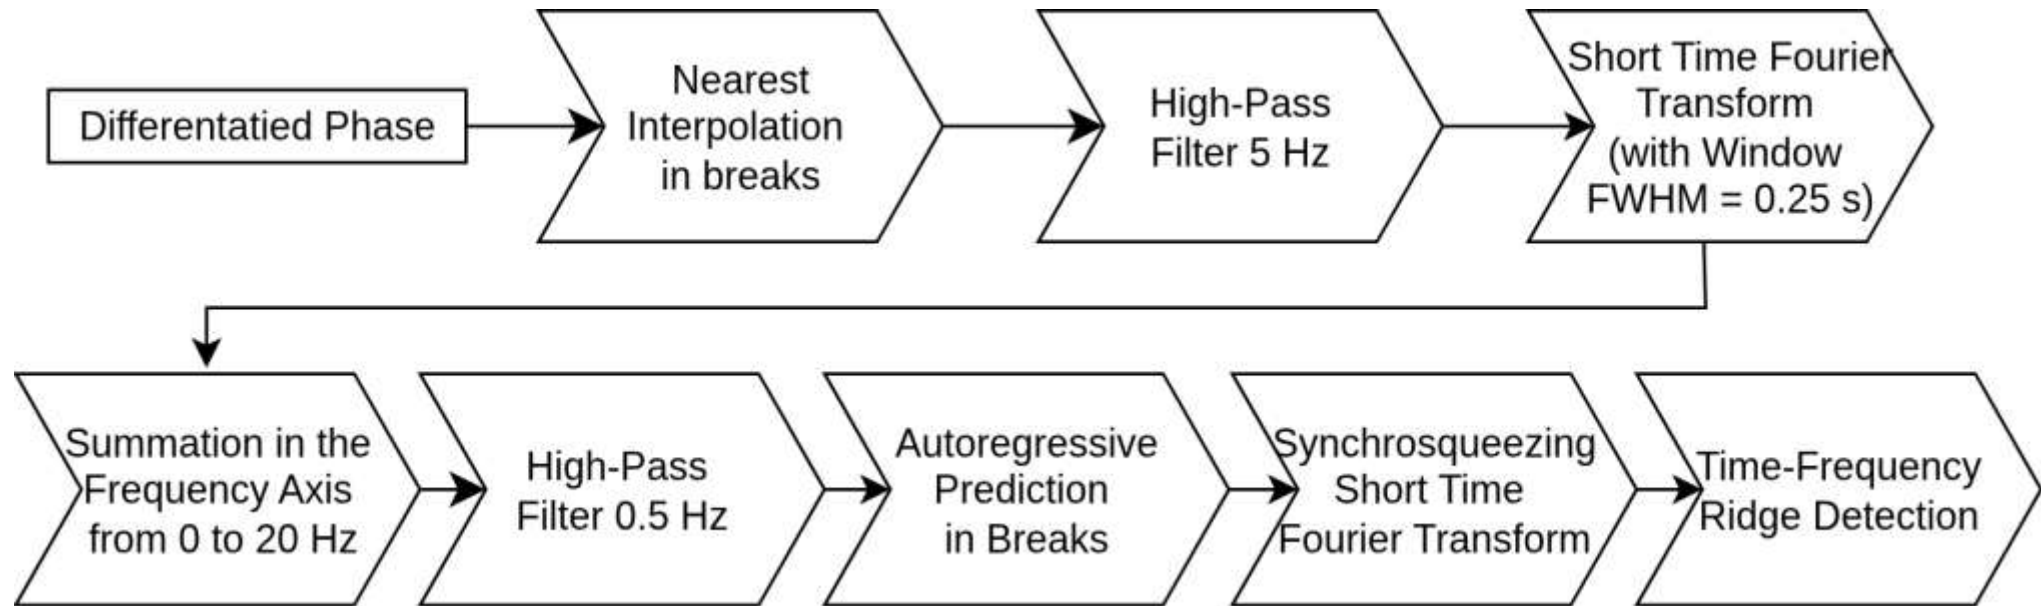 Differentatied Phase
Nearest
Interpolation
in breaks
High-Pass
Filter 5 Hz
Short Time Fourier
Transform
(with Window
FWHM = 0.25 s)
Summation in the
Frequency Axis
from 0 to 20 Hz
High-Pass
Filter 0.5 Hz
Autoregressive
Prediction
in Breaks
Synchrosqueezing
Short Time
Fourier Transform
Time-Frequency
Ridge Detection